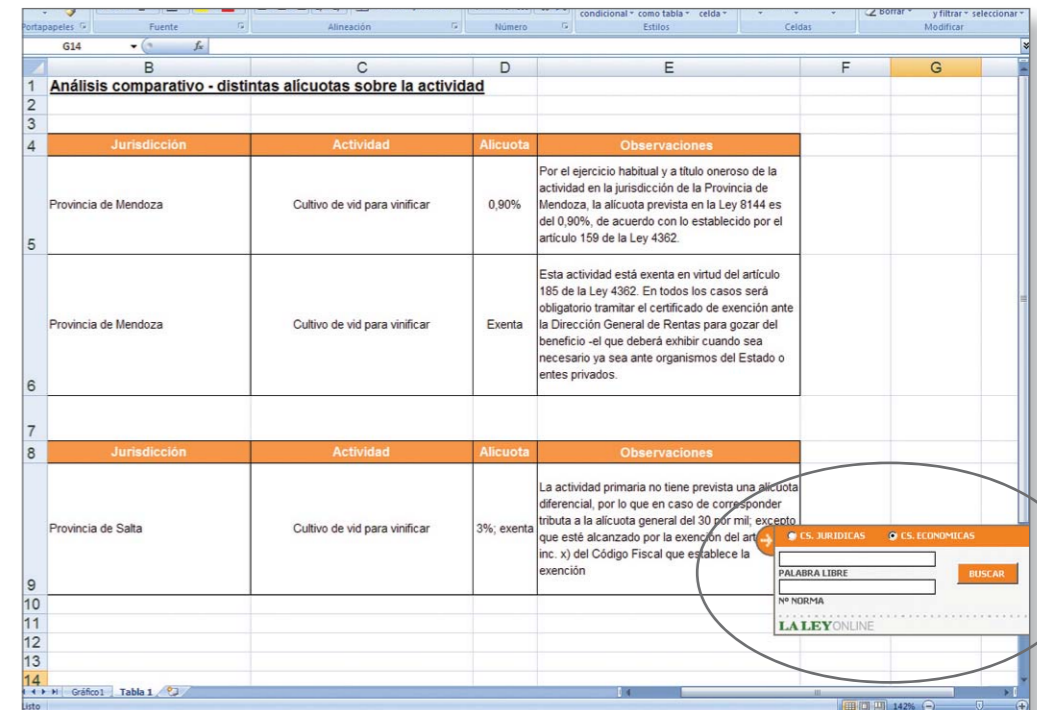 condicional como tabla celda
Borrar y filtrar seleccionar
Portapapeles Fuente Alineación Número Estilos Celdas Modificar
G14 fx
B C D E F G
1 Análisis comparativo - distintas alícuotas sobre la actividad
2
3
4 Jurisdicción Actividad Alícuota Observaciones
Por el ejercicio habitual y a título oneroso de la
actividad en la jurisdicción de la Provincia de
Provincia de Mendoza Cultivo de vid para vinificar 0,90% Mendoza, la alícuota prevista en la Ley 8144 es
del 0,90%, de acuerdo con lo establecido por el
5 artículo 159 de la Ley 4362.
Esta actividad está exenta en virtud del artículo
185 de la Ley 4362. En todos los casos será
obligatorio tramitar el certificado de exención ante
Provincia de Mendoza Cultivo de vid para vinificar Exenta la Dirección General de Rentas para gozar del
beneficio -el que deberá exhibir cuando sea
necesario ya sea ante organismos del Estado o
entes privados.
6
7
8 Jurisdicción Actividad Alícuota Observaciones
La actividad primaria no tiene prevista una alícuota
diferencial, por lo que en caso de corresponder
Provincia de Salta Cultivo de vid para vinificar 3%; exenta tributa a la alícuota general del 30 por mil; excepto
que esté alcanzado por la exención del
inc. x) del Código Fiscal que establece la
exención
9
CS. JURIDICAS CS. ECONOMICAS
PALABRA LIBRE
BUSCAR
Nº NORMA
LA LEY ONLINE
10
11
12
13
14
Gráfico1 Tabla 1
Listo 142%